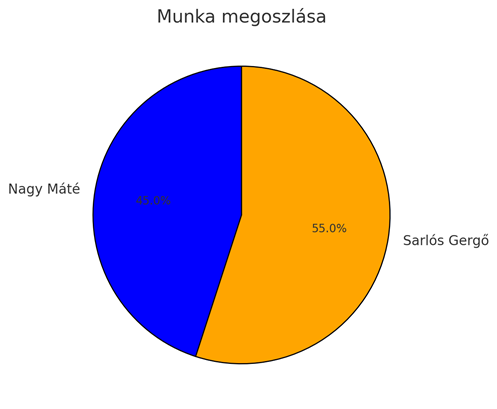 Munka megoszlása
Nagy Máté
45.0%
55.0%
Sarlós Gergő